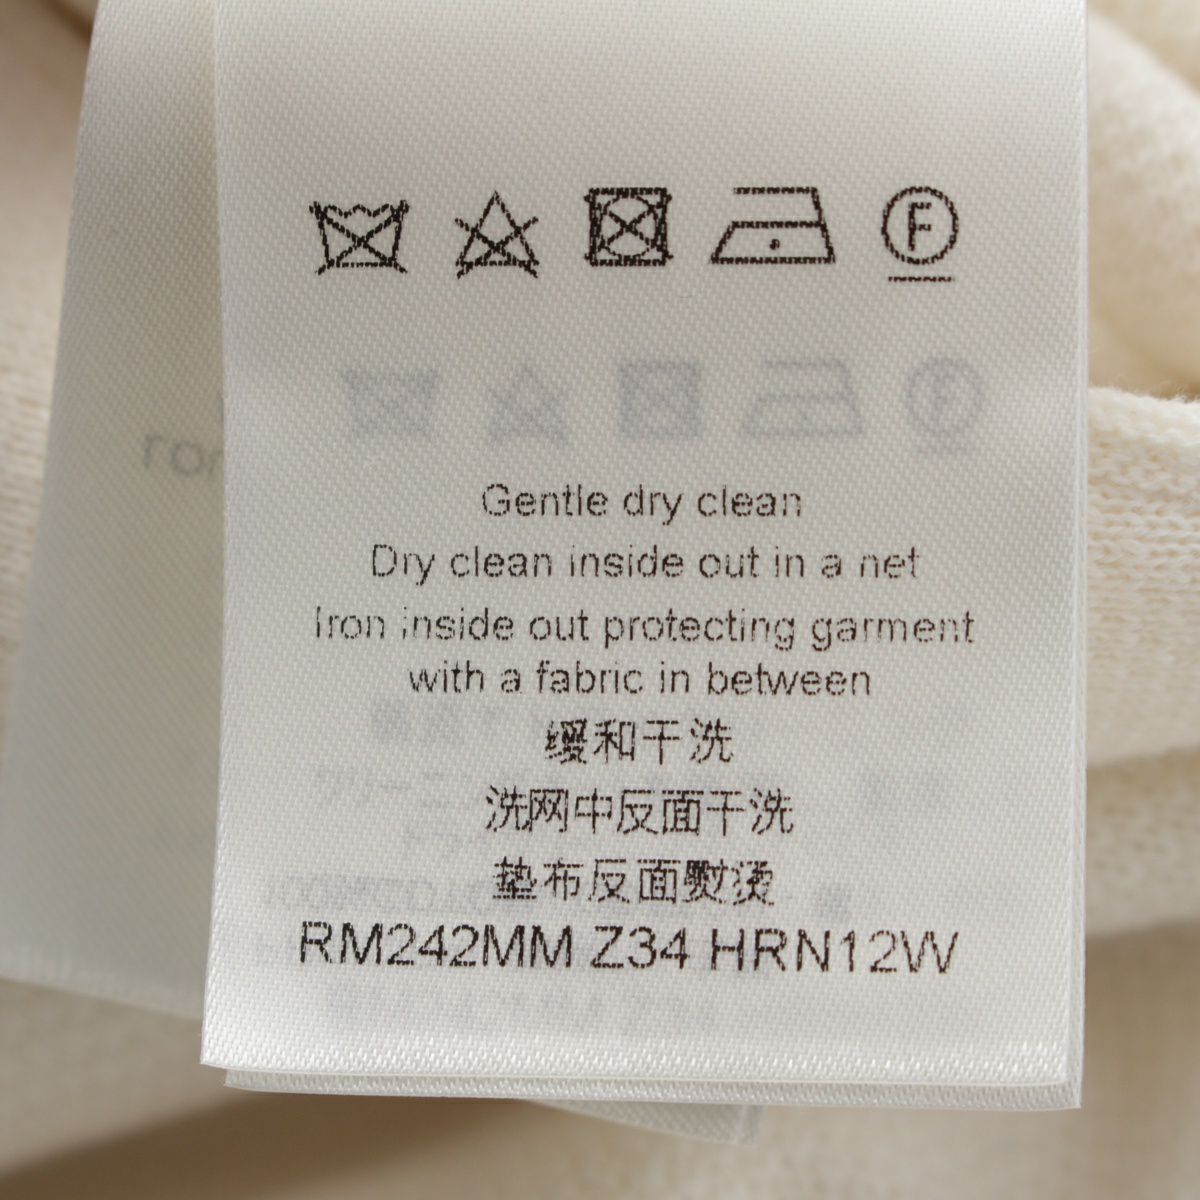 F
Gentle dry clean
Dry clean inside out in a net
Iron inside out protecting garment
with a fabric in between
缓和干洗
洗网中反面干洗
垫布反面熨烫
RM242MM Z34 HRN12W